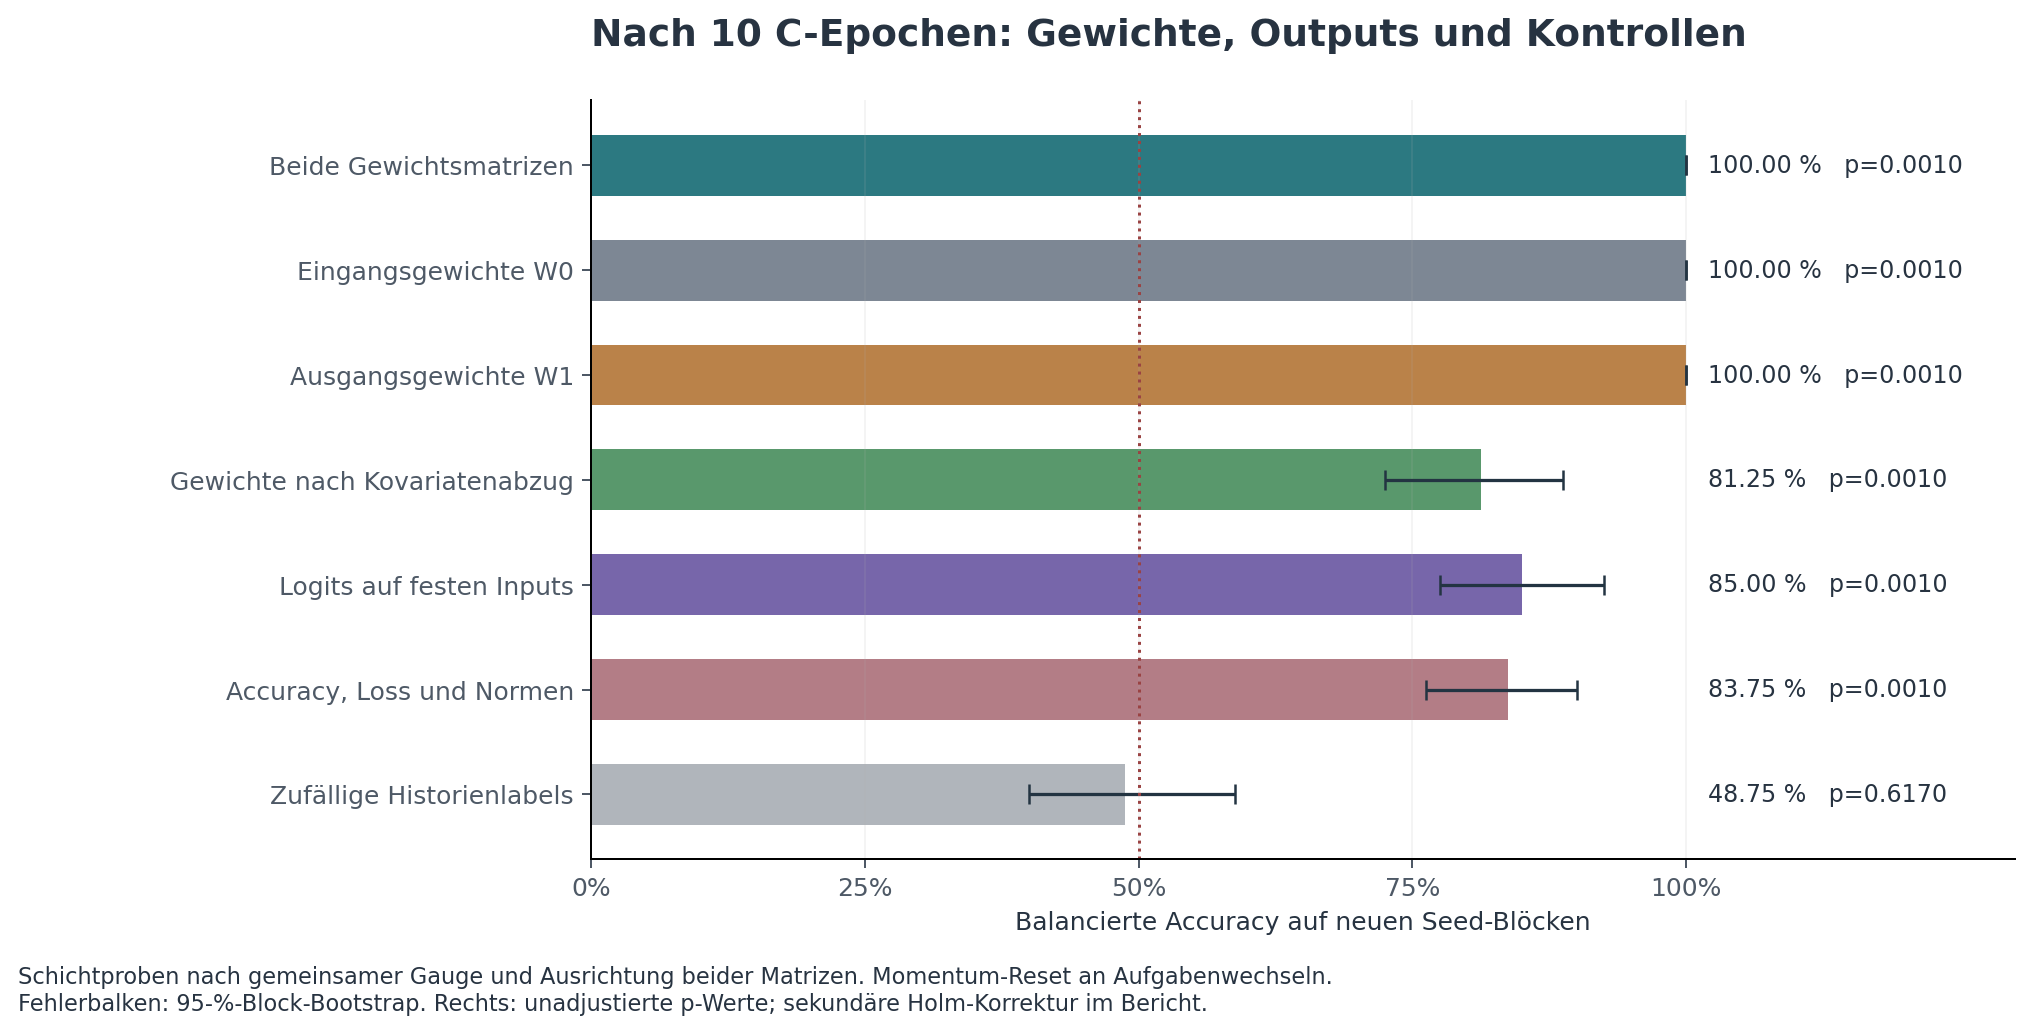 Nach 10 C-Epochen: Gewichte, Outputs und Kontrollen
Beide Gewichtsmatrizen 100.00 % p=0.0010
Eingangsgewichte W0 100.00 % p=0.0010
Ausgangsgewichte W1 100.00 % p=0.0010
Gewichte nach Kovariatenabzug 81.25 % p=0.0010
Logits auf festen Inputs 85.00 % p=0.0010
Accuracy, Loss und Normen 83.75 % p=0.0010
Zufällige Historienlabels 48.75 % p=0.6170
0% 25% 50% 75% 100%
Balancierte Accuracy auf neuen Seed-Blöcken
Schichtproben nach gemeinsamer Gauge und Ausrichtung beider Matrizen. Momentum-Reset an Aufgabenwechseln.
Fehlerbalken: 95-%-Block-Bootstrap. Rechts: unadjustierte p-Werte; sekundäre Holm-Korrektur im Bericht.